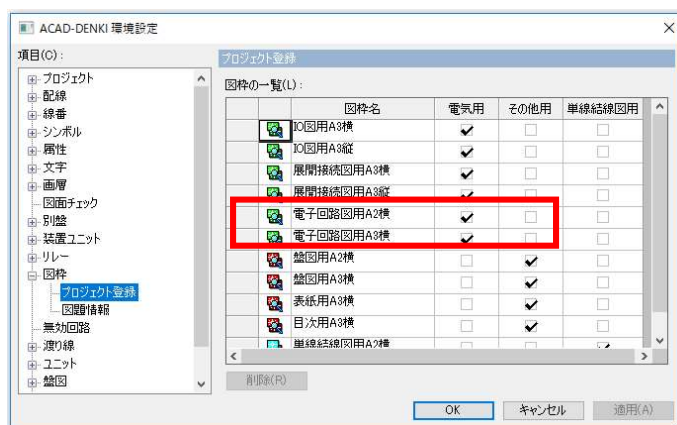 ACAD-DENKI 環境設定
項目(C):
プロジェクト
配線
線番
シンボル
属性
文字
画層
図面チェック
別盤
装置ユニット
リレー
図枠
プロジェクト登録
図題情報
無効回路
渡り線
ユニット
盤図
プロジェクト登録
図枠の一覧(L):
図枠名 電気用 その他用 単線結線図用
IO図用A3横
IO図用A3縦
展開接続図用A3横
展開接続図用A3縦
電子回路図用A2横
電子回路図用A3横
盤図用A2横
盤図用A3横
表紙用A3横
目次用A3横
単線結線図用A2横
削除(R)
OK キャンセル 適用(A)